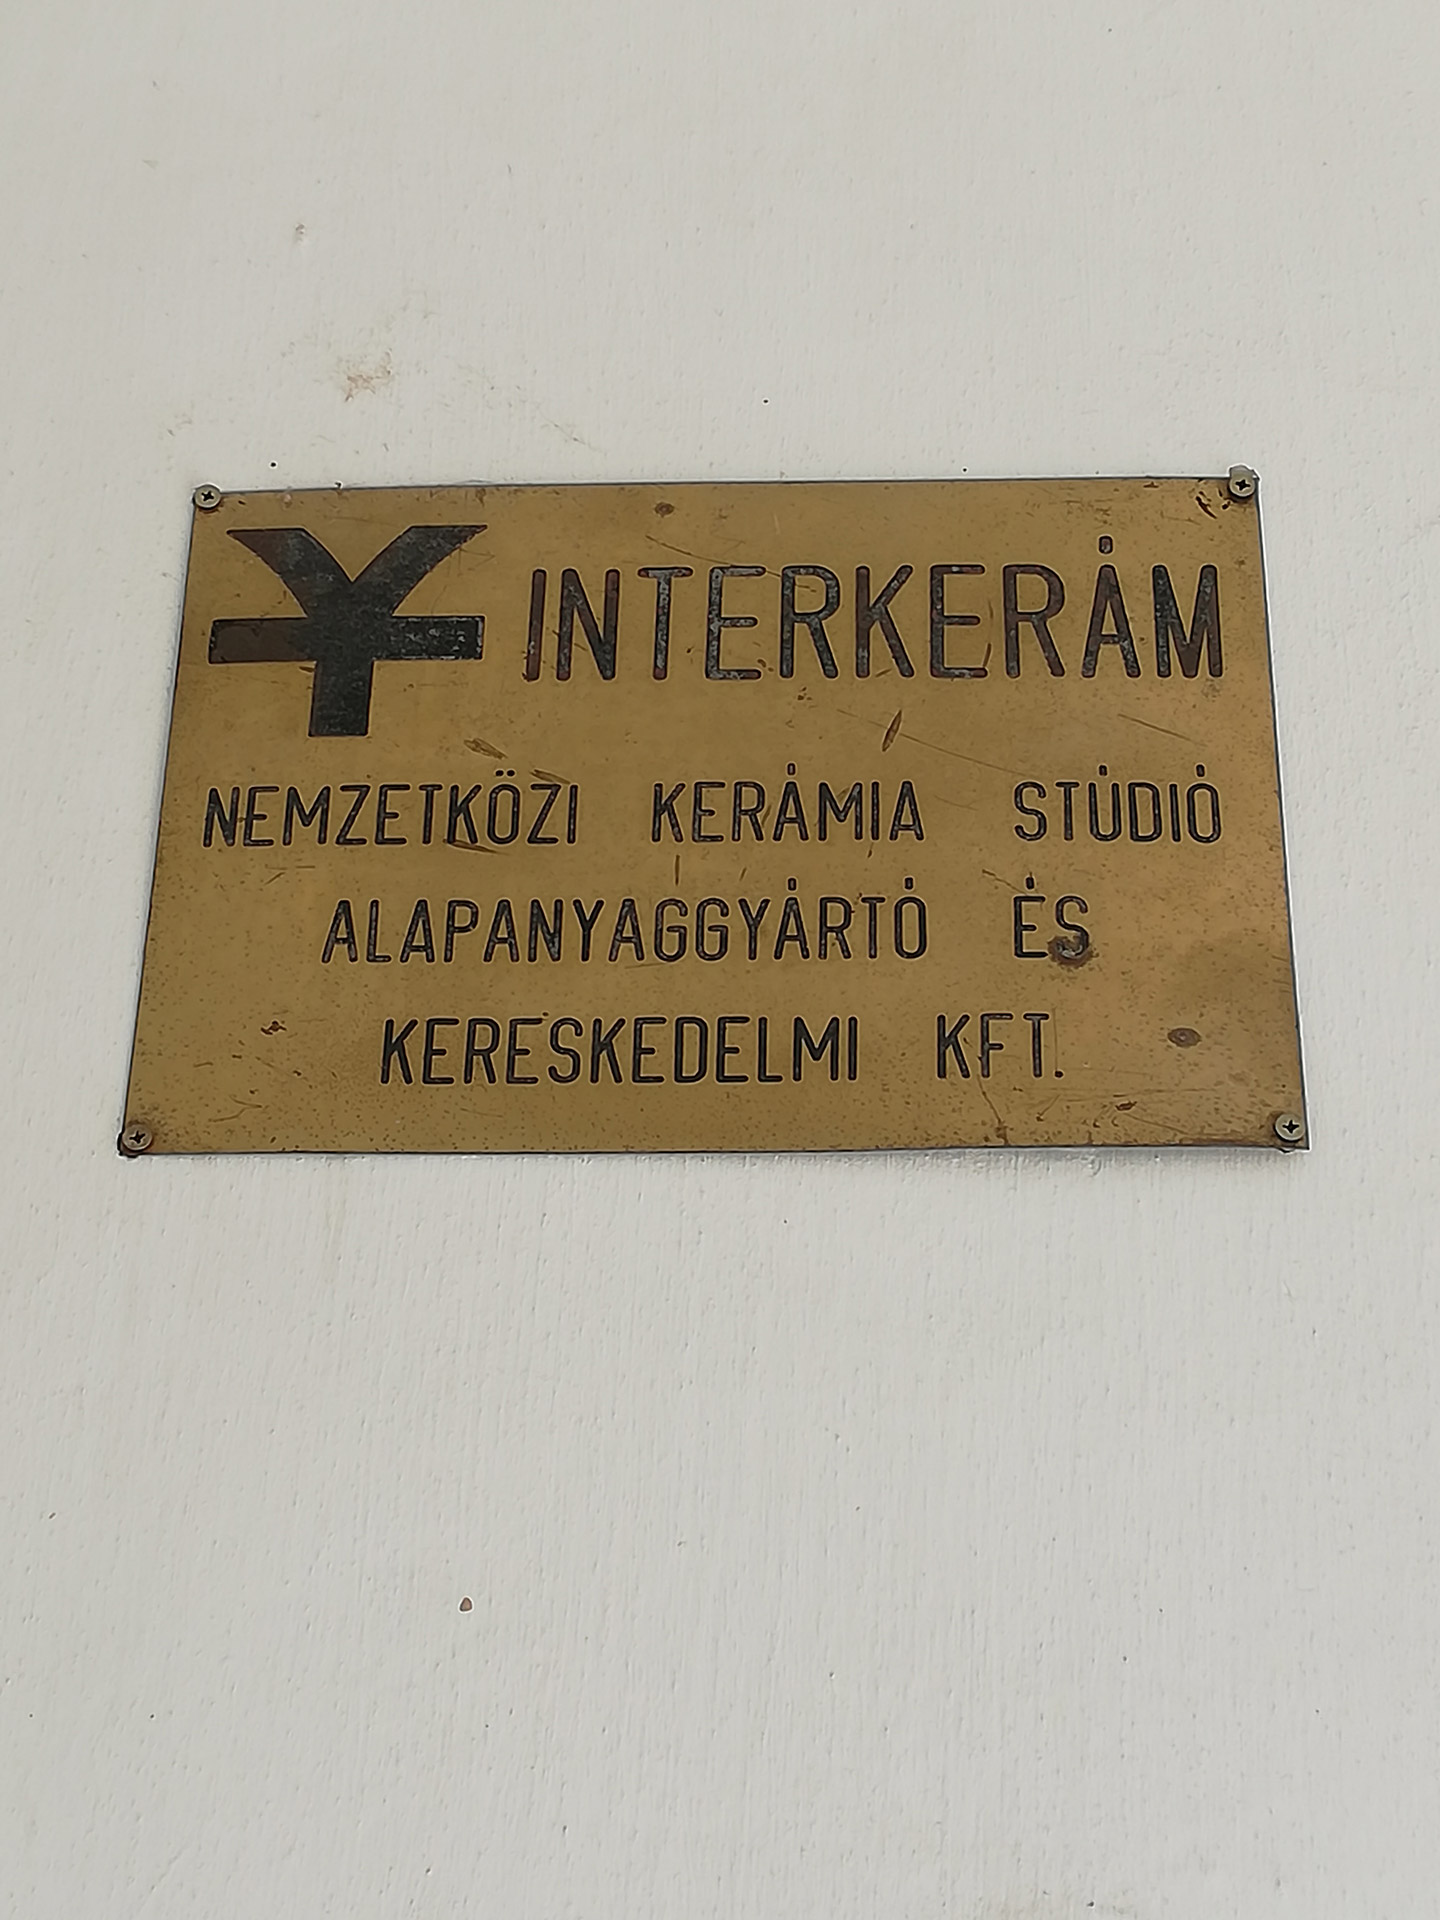 INTERKERÁM
NEMZETKÖZI KERÁMIA STÚDIÓ
ALAPANYAGGYÁRTÓ ÉS
KERESKEDELMI KFT.